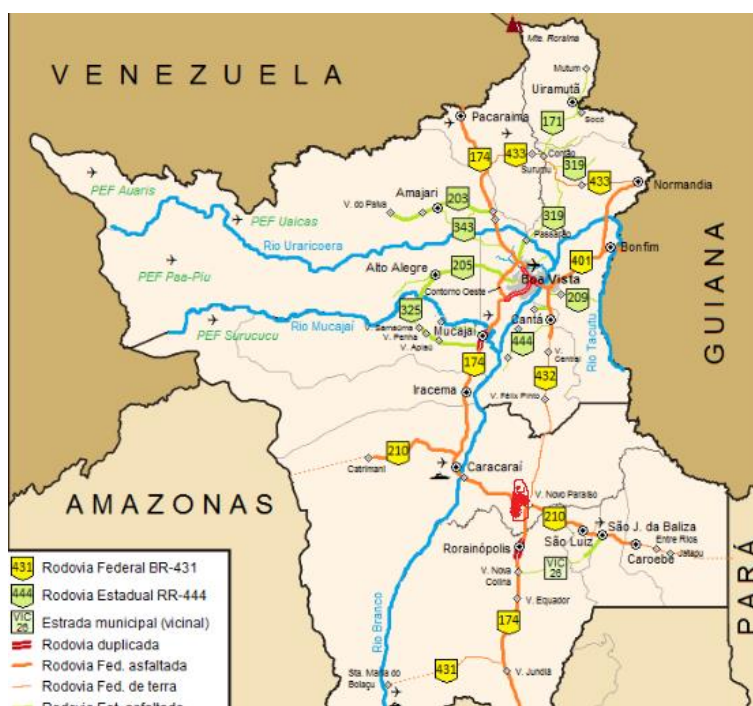 Mte. Roraima
VENEZUELA
Mutum
Uiramutã
Socó
171
Pacaraima
174
433
Contão
Surumu
319
433
Normandia
PEF Auaris
Amajari
203
V. do Paiva
PEF Uaicas
343
319
Passarão
Rio Uraricoera
Bonfim
401
PEF Paa-Piu
Alto Alegre
205
Boa Vista
Contorno Oeste
GUIANA
325
209
Cantá
PEF Surucucu
Rio Mucajaí
V. Samaúma
V. Penha
V. Apiaú
Mucajaí
444
Rio Tacutu
174
V. Central
432
Iracema
V. Félix Pinto
210
Catrimani
Caracaraí
AMAZONAS
V. Novo Paraíso
210
São J. da Baliza
São Luiz
Rorainópolis
Entre Rios
Caroebe
Jatapu
VIC
26
V. Nova
Colina
PARÁ
V. Equador
174
Rio Branco
Sta. Maria do
Boiaçu
431
V. Jundiá
431 Rodovia Federal BR-431
444 Rodovia Estadual RR-444
VIC
26 Estrada municipal (vicinal)
Rodovia duplicada
Rodovia Fed. asfaltada
Rodovia Fed. de terra
Rodovia Est. asfaltada